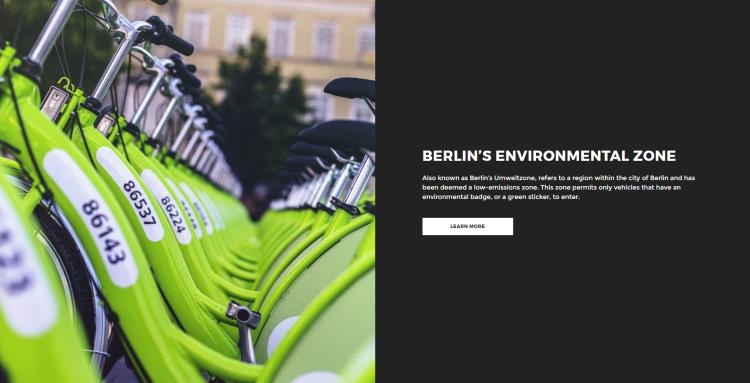 86143
86537
86224
BERLIN’S ENVIRONMENTAL ZONE
Also known as Berlin’s Umweltzone, refers to a region within the city of Berlin and has
been deemed a low-emissions zone. This zone permits only vehicles that have an
environmental badge, or a green sticker, to enter.
LEARN MORE